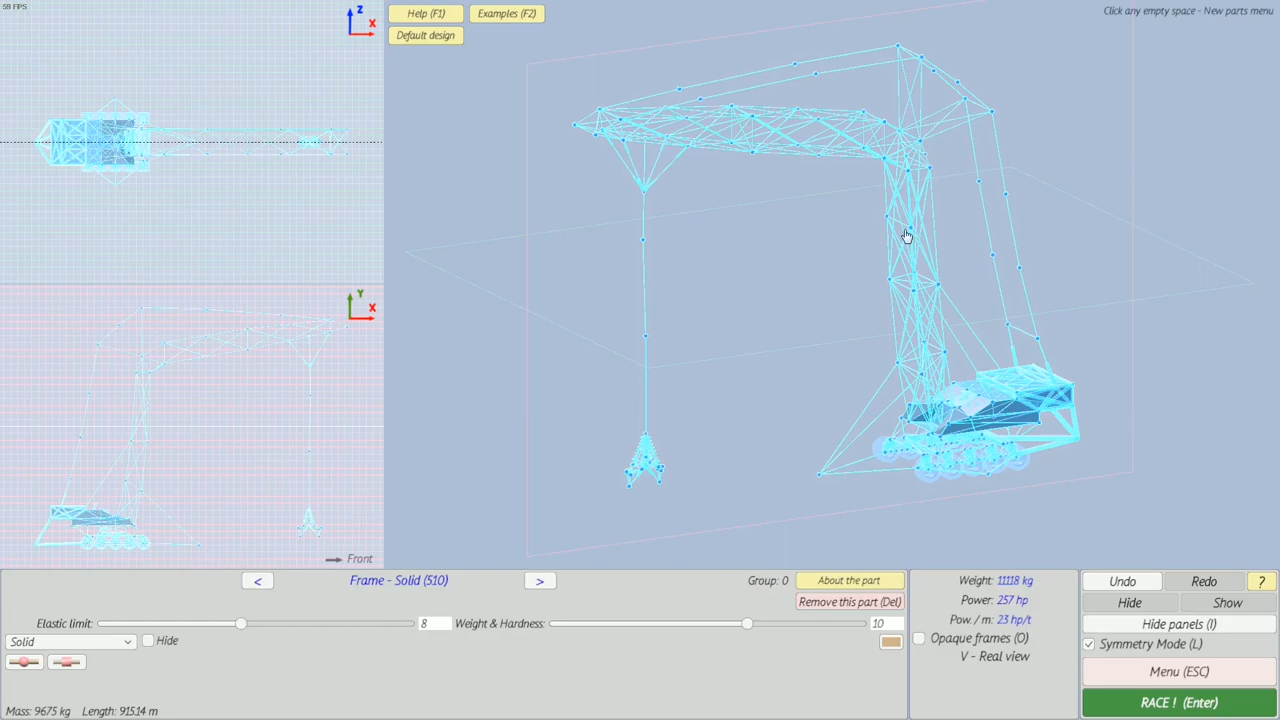 59 FPS
Z
X
Help (F1)
Examples (F2)
Default design
Click any empty space - New parts menu
Y
X
Front
<
Frame - Solid (510)
>
Group: 0
About the part
Remove this part (Del)
Elastic limit:
8
Weight & Hardness:
10
Solid
Hide
Mass: 9675 kg
Length: 915.14 m
Weight: 11118 kg
Power: 257 hp
Pow. / m: 23 hp/t
Opaque frames (O)
V - Real view
Undo
Redo
?
Hide
Show
Hide panels (I)
Symmetry Mode (L)
Menu (ESC)
RACE ! (Enter)